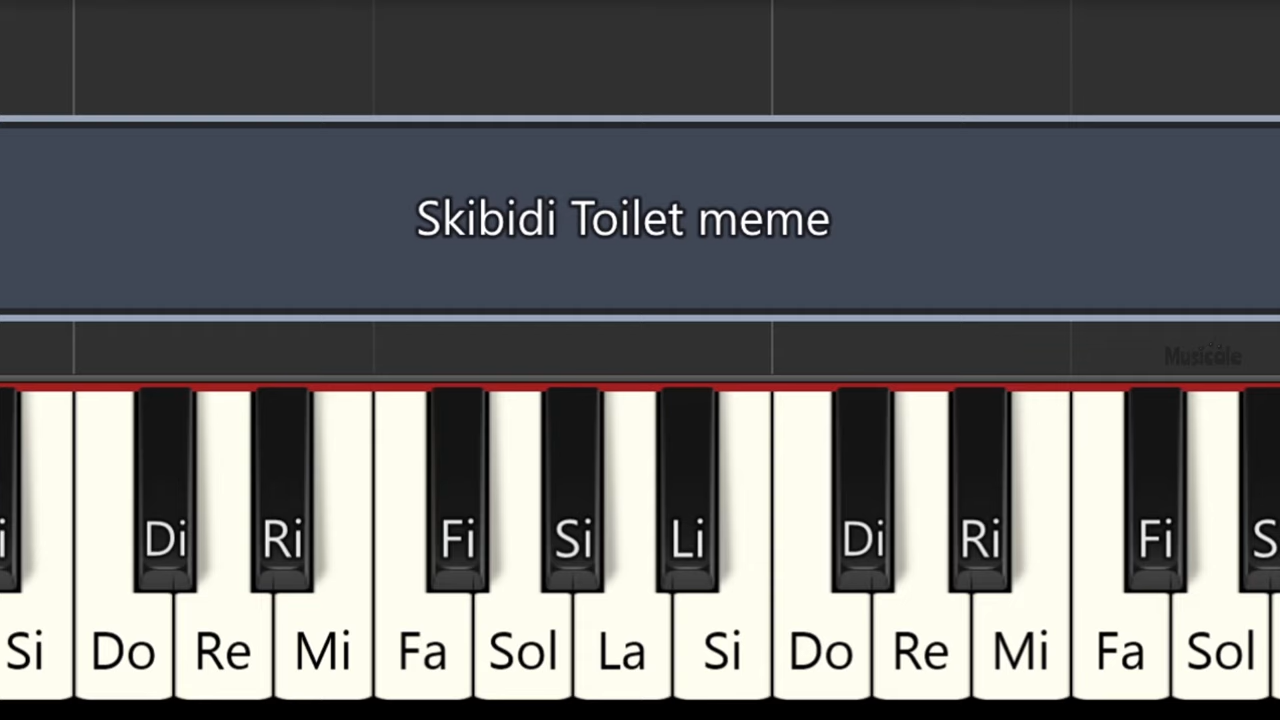 Skibidi Toilet meme
Musicöle
i Di Ri Fi Si Li Di Ri Fi S
Si Do Re Mi Fa Sol La Si Do Re Mi Fa Sol